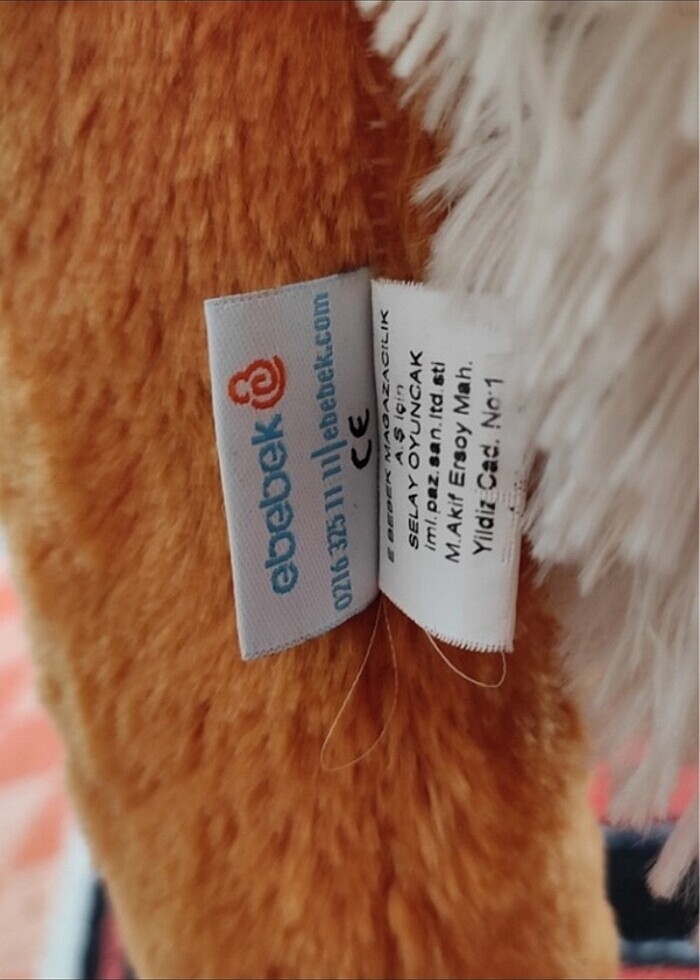 ebebek
0216 325 11 11|ebebek.com
CE
E BEBEK MAGAZACILIK
A.Ş için
SELAY OYUNCAK
iml.paz.san.ltd.sti
M.Akif Ersoy Mah.
Yildiz Cad. No:1